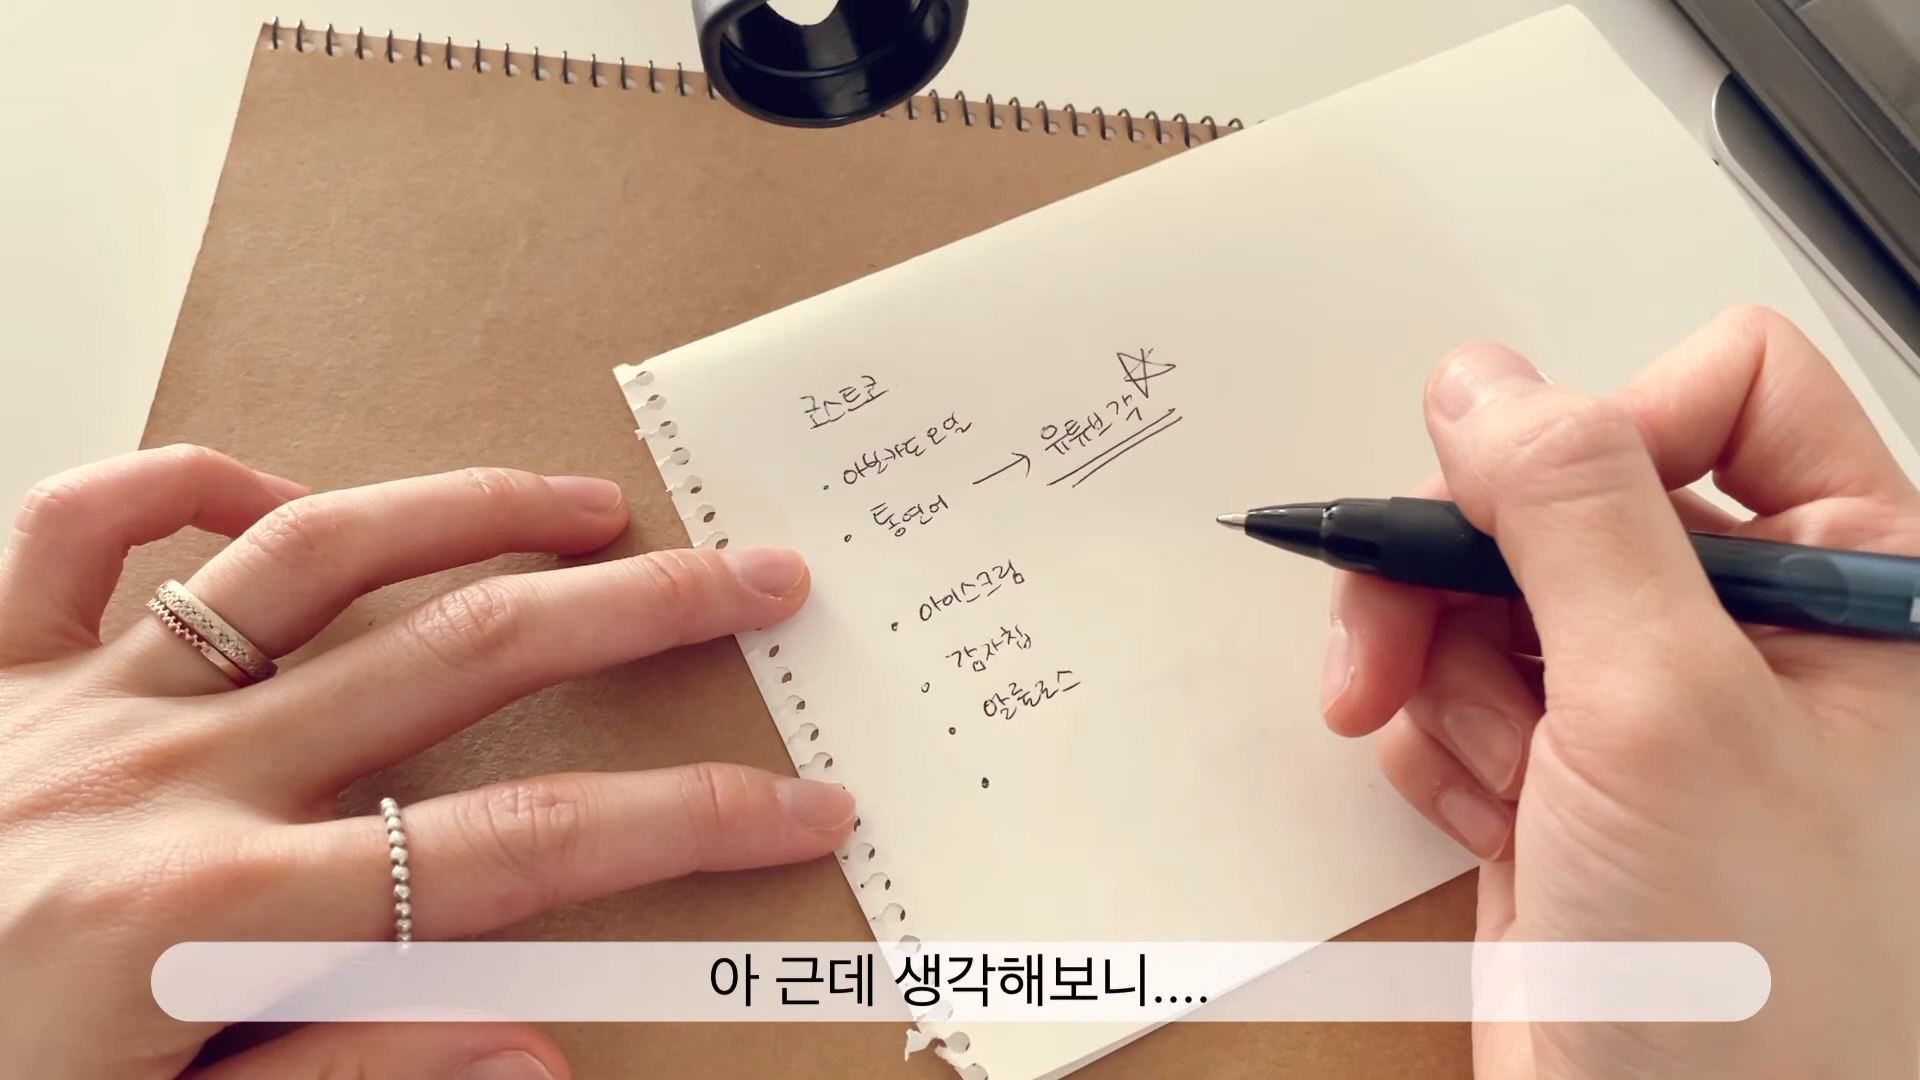 코스트코
· 아보카도 오일
· 통연어 → 유튜브 각 ☆
· 아이스크림
· 감자칩
· 알룰로스
·
아 근데 생각해보니....